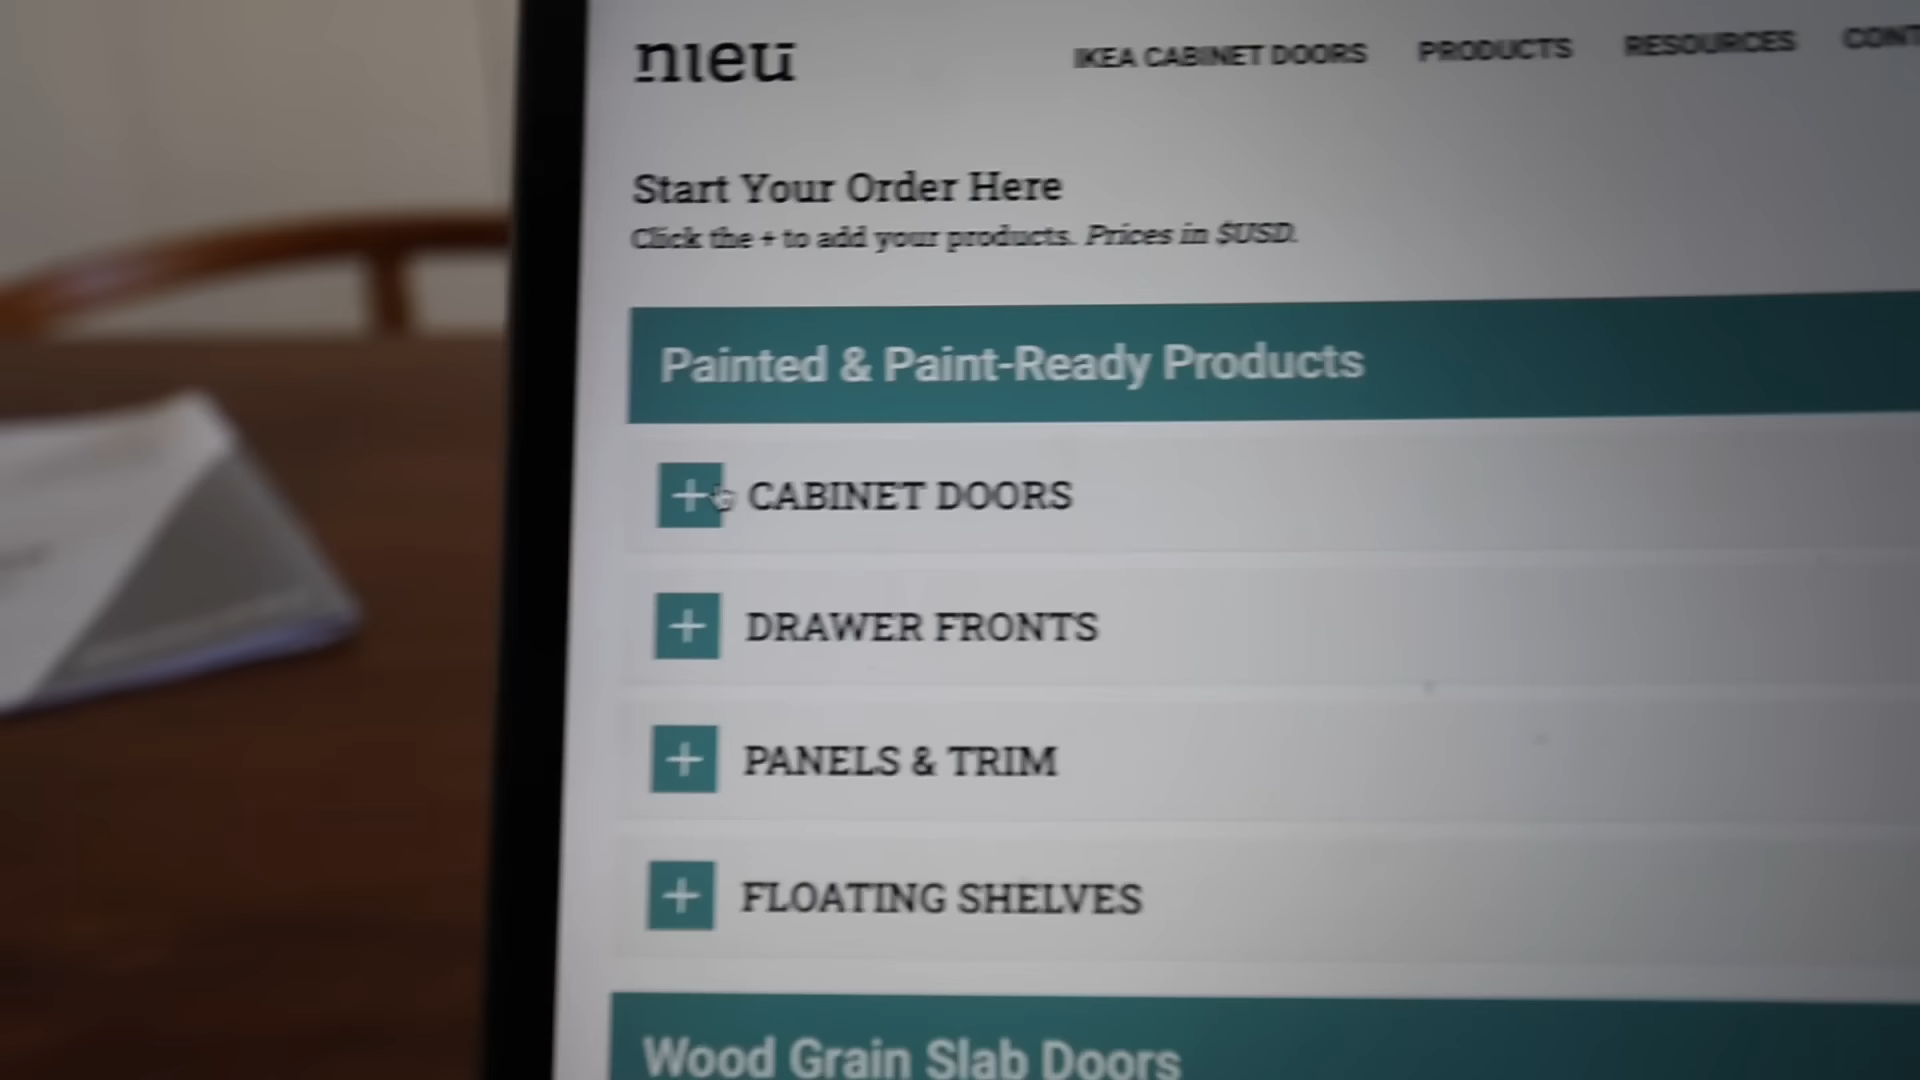 nieu
IKEA CABINET DOORS PRODUCTS RESOURCES
Start Your Order Here
Click the + to add your products. Prices in $USD.
Painted & Paint-Ready Products
+ CABINET DOORS
+ DRAWER FRONTS
+ PANELS & TRIM
+ FLOATING SHELVES
Wood Grain Slab Doors